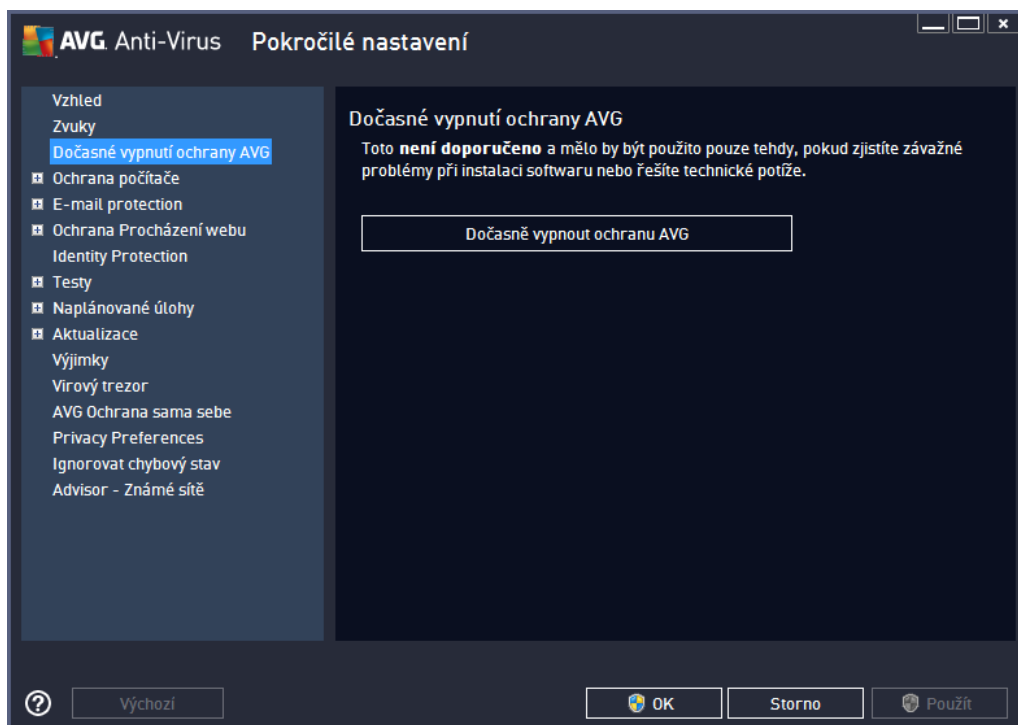 AVG. Anti-Virus Pokročilé nastavení
Vzhled
Zvuky
Dočasné vypnutí ochrany AVG
Ochrana počítače
E-mail protection
Ochrana Procházení webu
Identity Protection
Testy
Naplánované úlohy
Aktualizace
Výjimky
Virový trezor
AVG Ochrana sama sebe
Privacy Preferences
Ignorovat chybový stav
Advisor - Známé sítě
Dočasné vypnutí ochrany AVG
Toto není doporučeno a mělo by být použito pouze tehdy, pokud zjistíte závažné
problémy při instalaci softwaru nebo řešíte technické potíže.
Dočasně vypnout ochranu AVG
Výchozí
OK
Storno
Použít